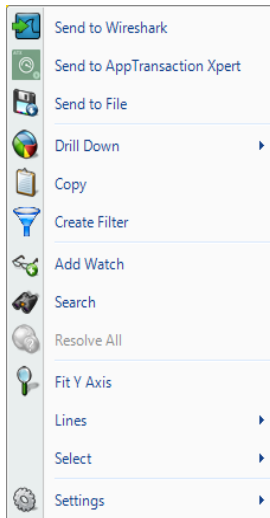 Send to Wireshark
Send to AppTransaction Xpert
Send to File
Drill Down
Copy
Create Filter
Add Watch
Search
Resolve All
Fit Y Axis
Lines
Select
Settings